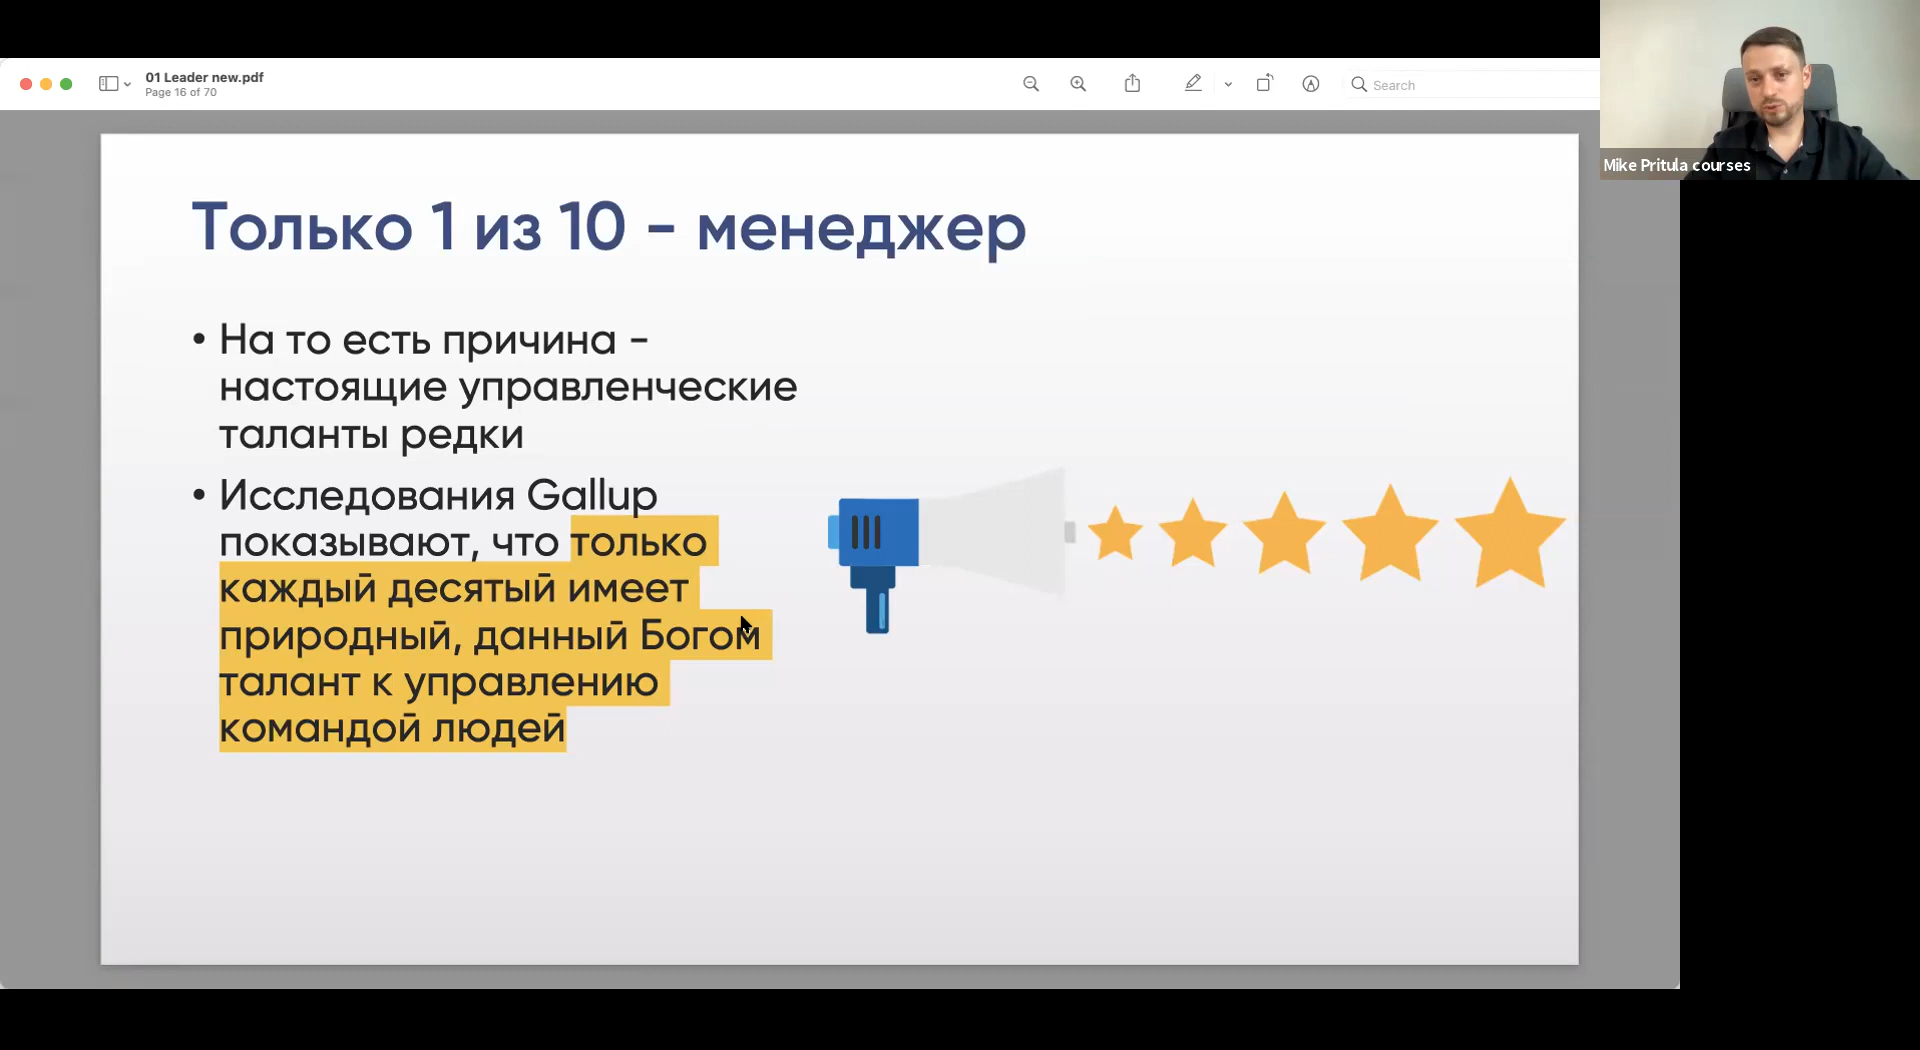 01 Leader new.pdf
Page 16 of 70
Search
Mike Pritula courses
Только 1 из 10 - менеджер
• На то есть причина -
настоящие управленческие
таланты редки
• Исследования Gallup
показывают, что только
каждый десятый имеет
природный, данный Богом
талант к управлению
командой людей